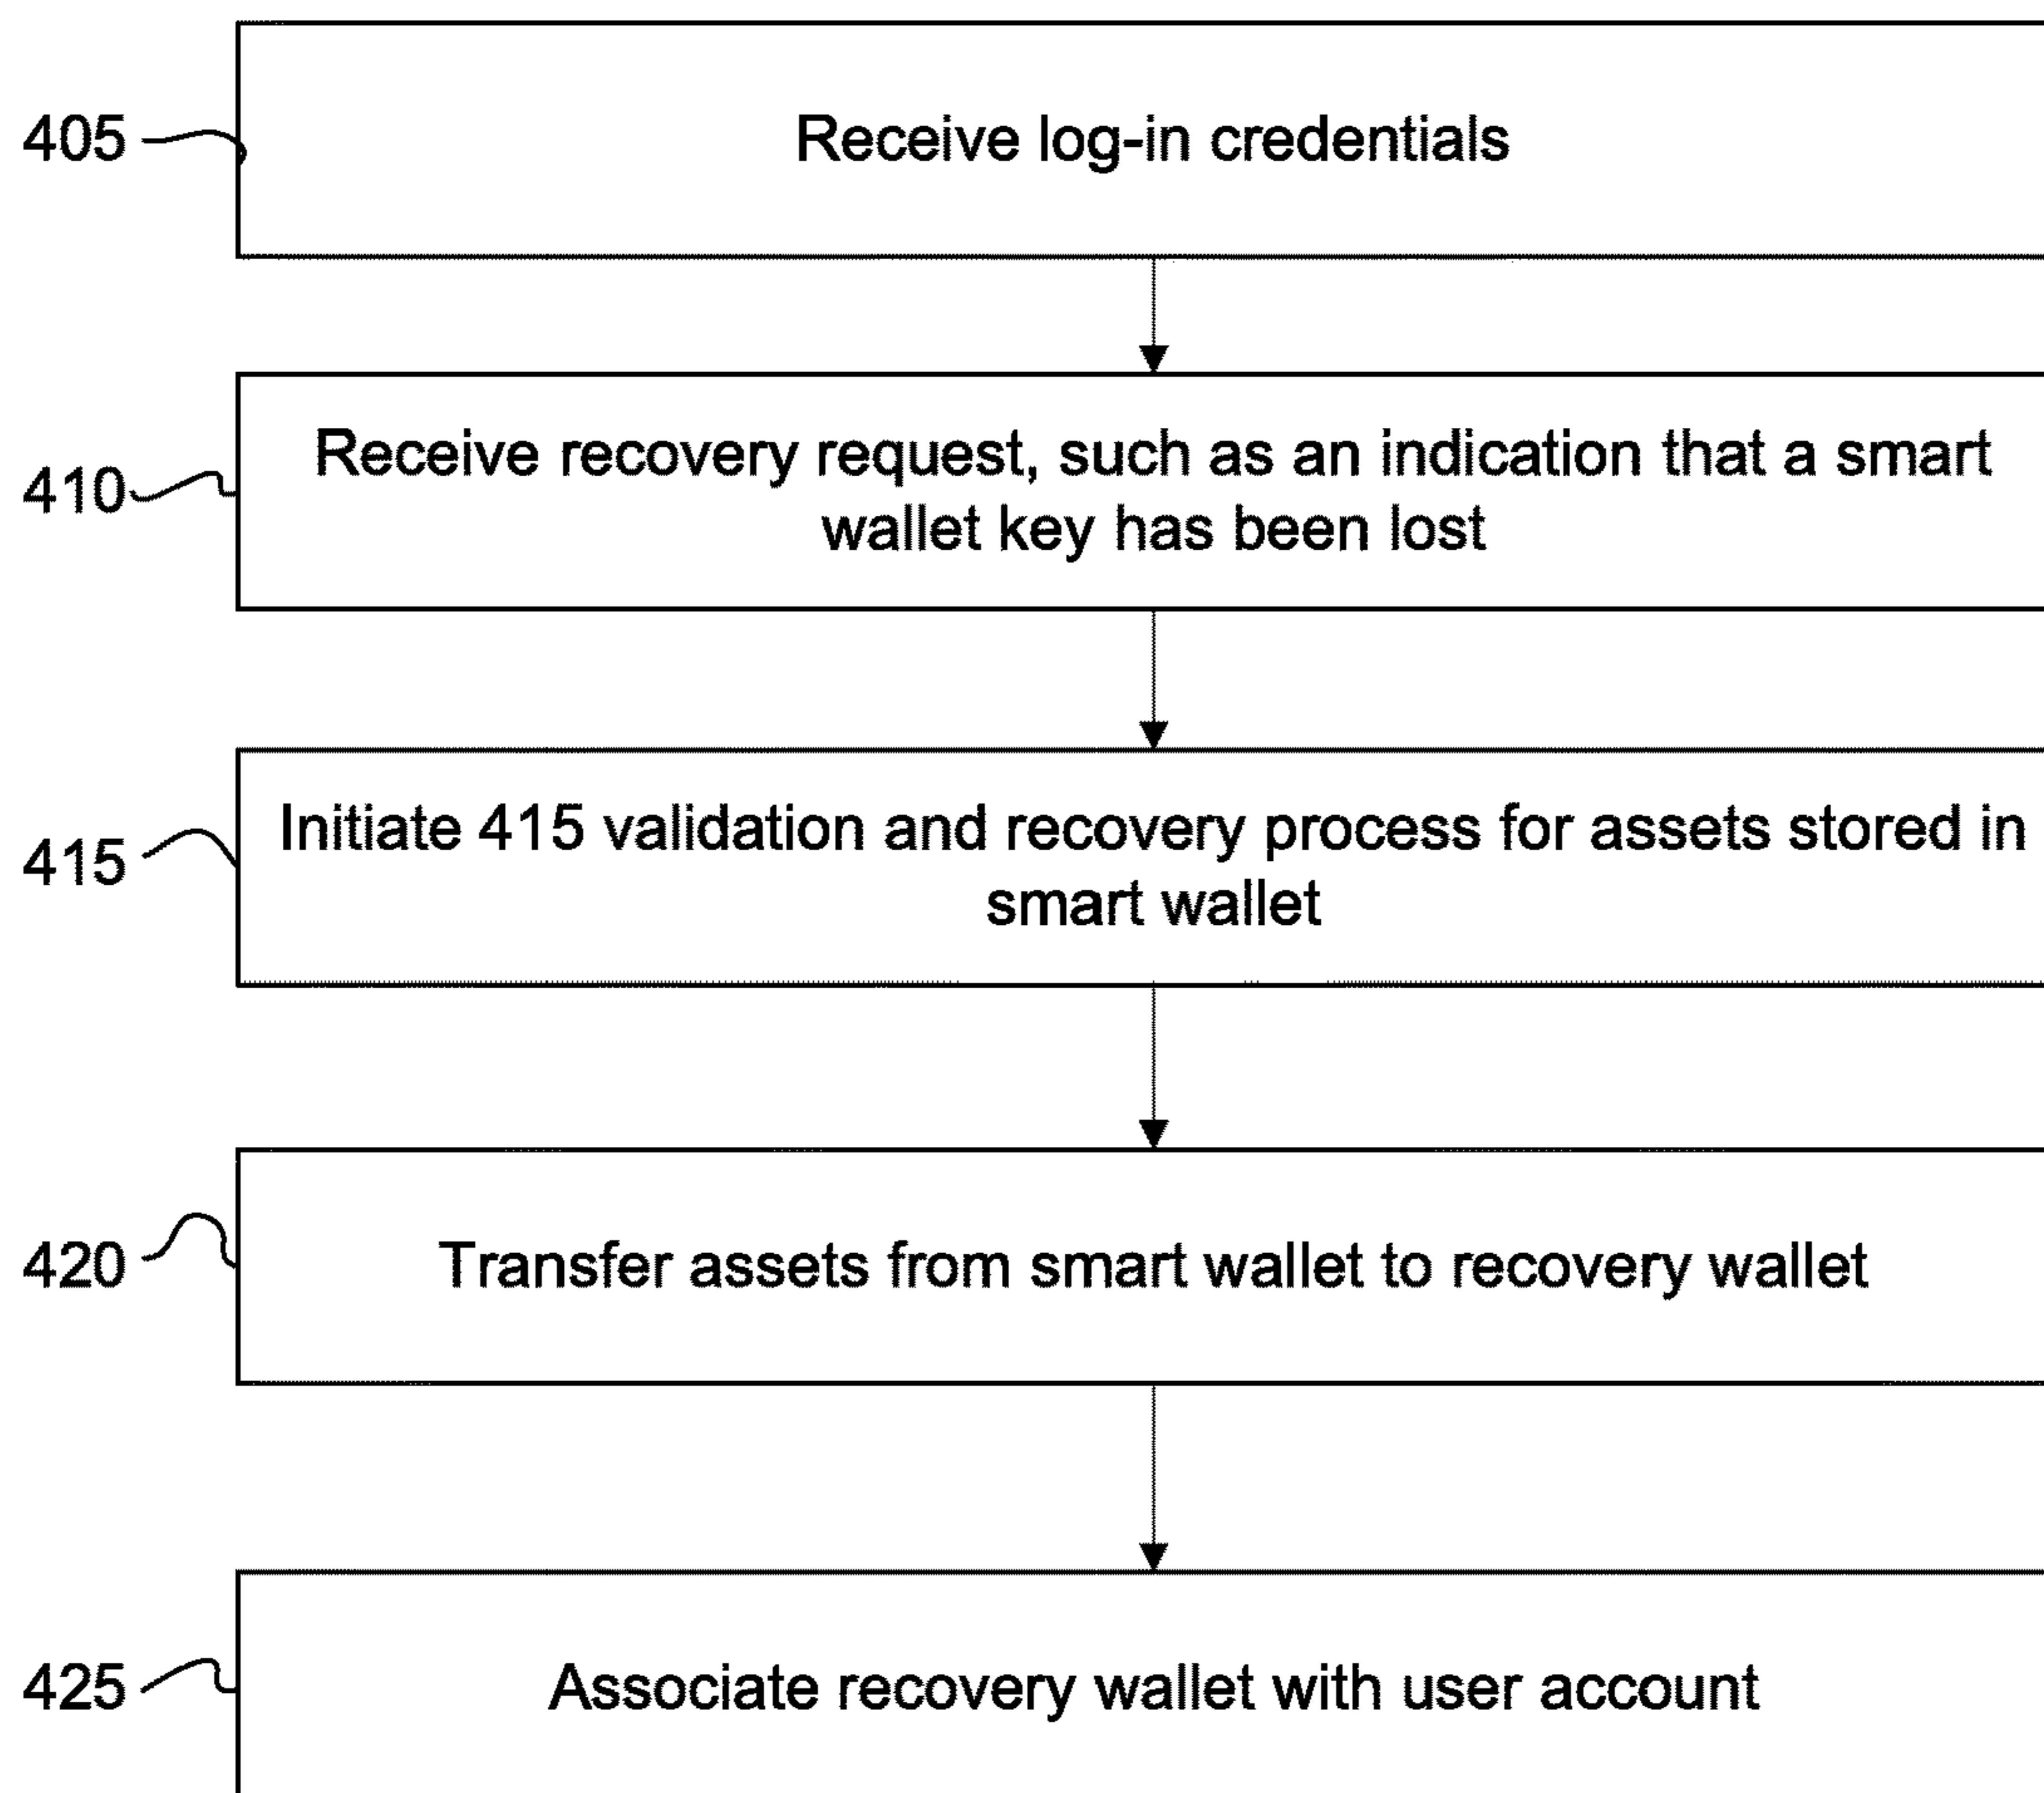 405
Receive log-in credentials
410
Receive recovery request, such as an indication that a smart
wallet key has been lost
415
Initiate 415 validation and recovery process for assets stored in
smart wallet
420
Transfer assets from smart wallet to recovery wallet
425
Associate recovery wallet with user account